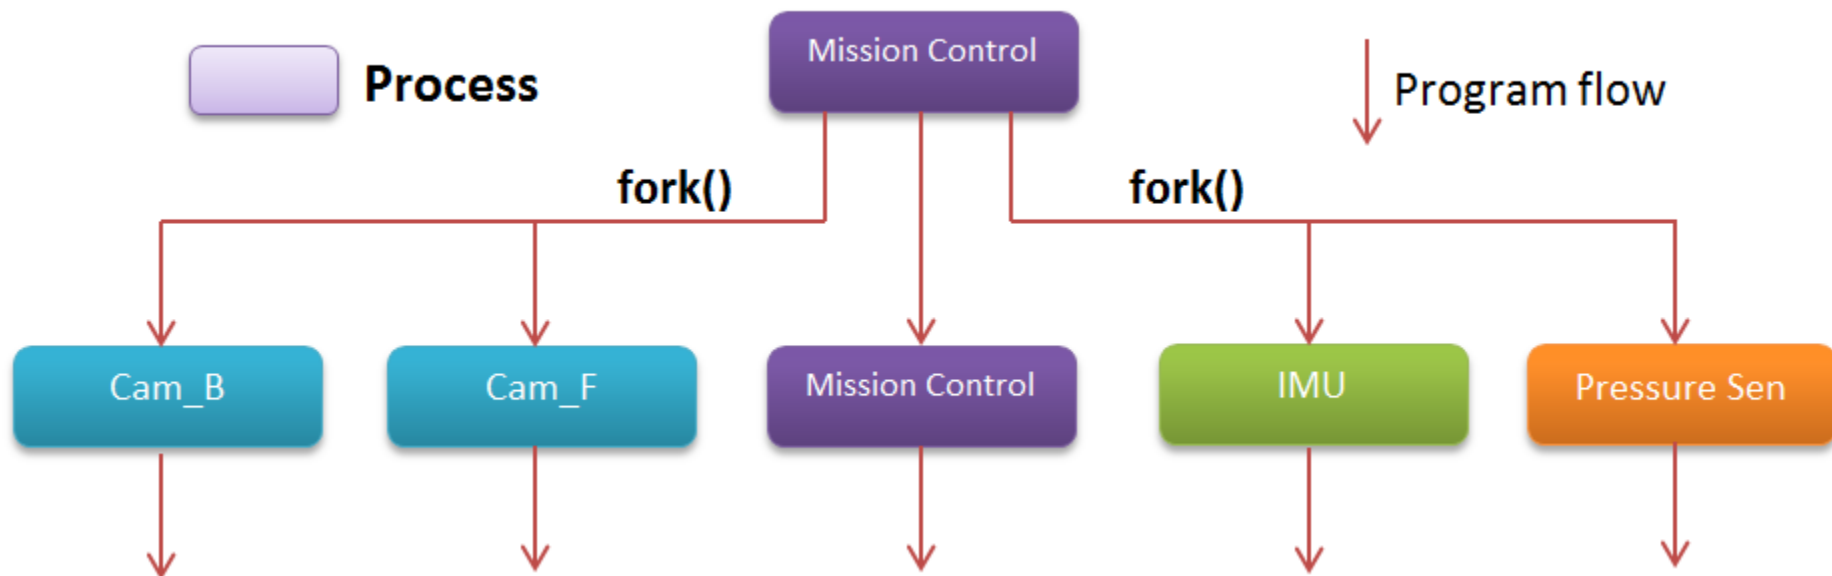 Mission Control
Process
Program flow
fork()
fork()
Cam_B
Cam_F
Mission Control
IMU
Pressure Sen